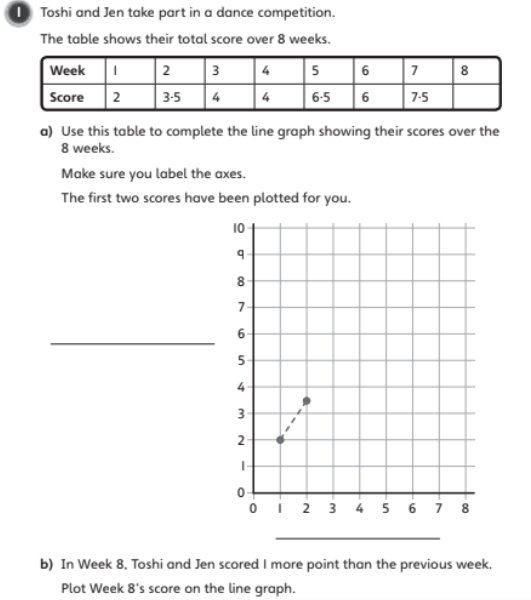 1 Toshi and Jen take part in a dance competition.
The table shows their total score over 8 weeks.
Week 1 2 3 4 5 6 7 8
Score 2 3·5 4 4 6·5 6 7·5
a) Use this table to complete the line graph showing their scores over the
8 weeks.
Make sure you label the axes.
The first two scores have been plotted for you.
10
9
8
7
6
5
4
3
2
1
0
0 1 2 3 4 5 6 7 8
b) In Week 8, Toshi and Jen scored 1 more point than the previous week.
Plot Week 8's score on the line graph.